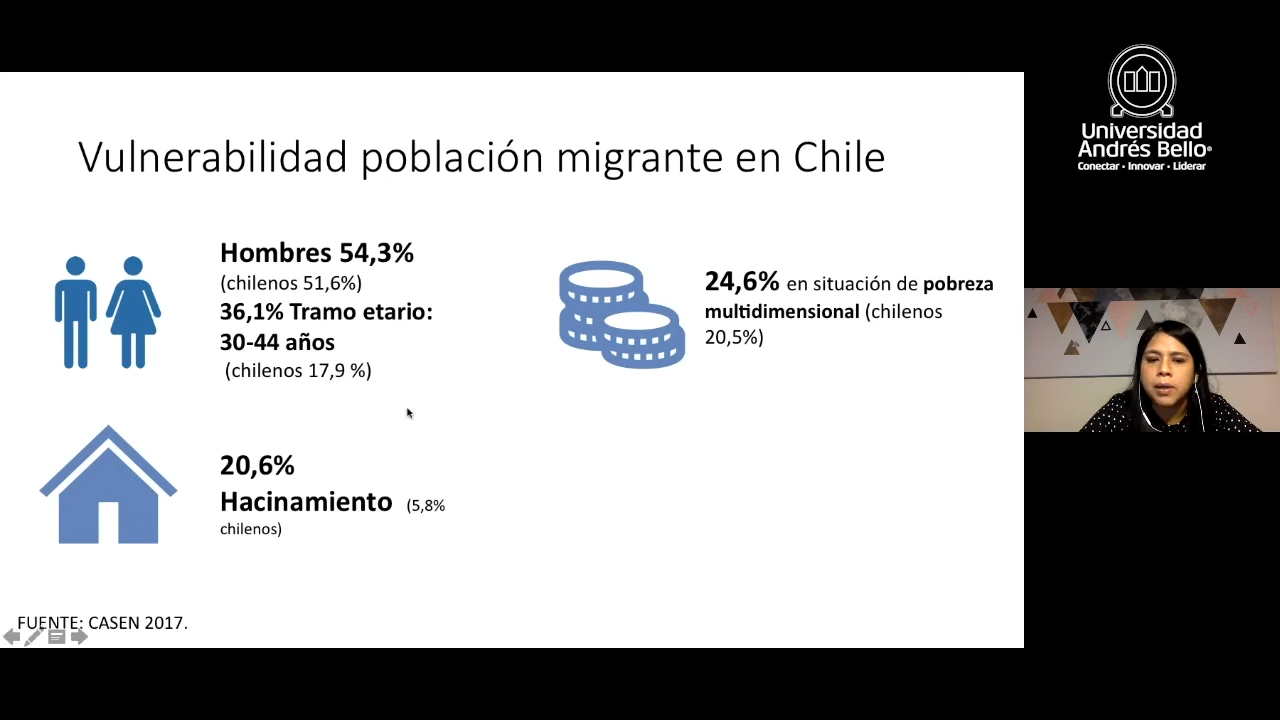 Vulnerabilidad población migrante en Chile
Hombres 54,3%
(chilenos 51,6%)
36,1% Tramo etario:
30-44 años
(chilenos 17,9 %)
24,6% en situación de pobreza
multidimensional (chilenos
20,5%)
20,6%
Hacinamiento (5,8%
chilenos)
FUENTE: CASEN 2017.
Universidad
Andrés Bello®
Conectar • Innovar • Liderar